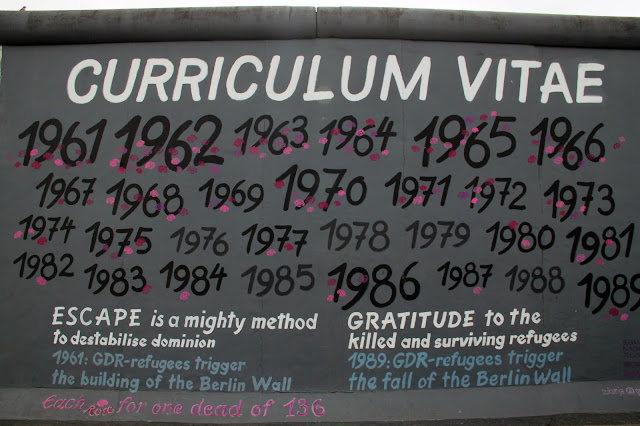 CURRICULUM VITAE
1961 1962 1963 1964 1965 1966
1967 1968 1969 1970 1971 1972 1973
1974 1975 1976 1977 1978 1979 1980 1981
1982 1983 1984 1985 1986 1987 1988 1989
ESCAPE is a mighty method
to destabilise dominion
1961: GDR-refugees trigger
the building of the Berlin Wall
GRATITUDE to the
killed and surviving refugees
1989: GDR-refugees trigger
the fall of the Berlin Wall
Each rose for one dead of 136